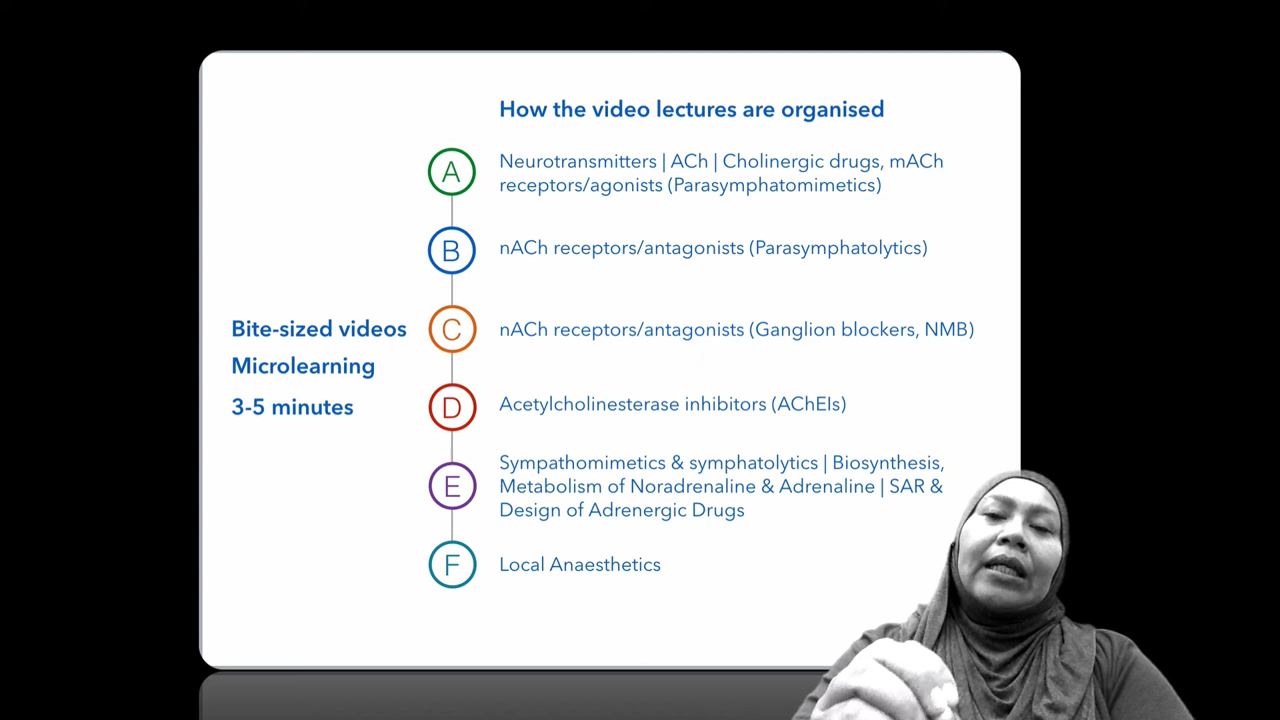 How the video lectures are organised
A
Neurotransmitters | ACh | Cholinergic drugs, mACh
receptors/agonists (Parasymphatomimetics)
B
nACh receptors/antagonists (Parasymphatolytics)
Bite-sized videos
Microlearning
3-5 minutes
C
nACh receptors/antagonists (Ganglion blockers, NMB)
D
Acetylcholinesterase inhibitors (AChEIs)
E
Sympathomimetics & symphatolytics | Biosynthesis,
Metabolism of Noradrenaline & Adrenaline | SAR &
Design of Adrenergic Drugs
F
Local Anaesthetics